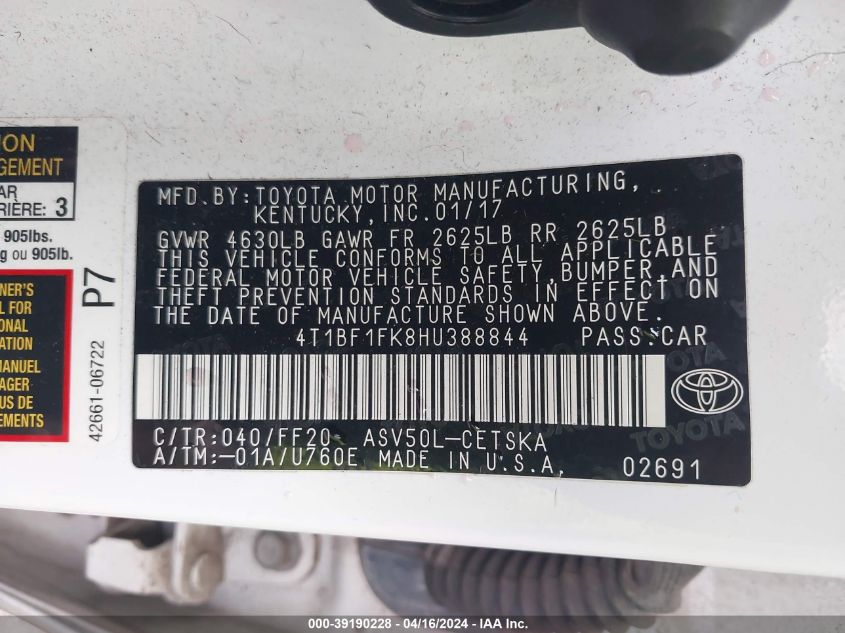 ION
GEMENT
AR
RIÈRE: 3
905lbs.
g ou 905lb.
NER'S
L FOR
ONAL
ATION
MANUEL
AGER
US DE
EMENTS
42661-06722
P7
MFD.BY:TOYOTA MOTOR MANUFACTURING,
KENTUCKY,INC.01/17
GVWR 4630LB GAWR FR 2625LB RR 2625LB
THIS VEHICLE CONFORMS TO ALL APPLICABLE
FEDERAL MOTOR VEHICLE SAFETY,BUMPER,AND
THEFT PREVENTION STANDARDS IN EFFECT ON
THE DATE OF MANUFACTURE SHOWN ABOVE.
4T1BF1FK8HU388844 PASS.CAR
C/TR:040/FF20 ASV50L-CETSKA
A/TM:-01A/U760E MADE IN U.S.A.
02691
000-39190228 - 04/16/2024 - IAA Inc.